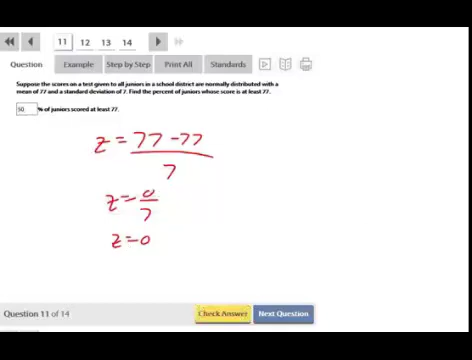 11 12 13 14
Question Example Step by Step Print All Standards
Suppose the scores on a test given to all juniors in a school district are normally distributed with a
mean of 77 and a standard deviation of 7. Find the percent of juniors whose score is at least 77.
50 % of juniors scored at least 77.
z = 77 - 77
7
z = 0
7
z = 0
Question 11 of 14 Check Answer Next Question